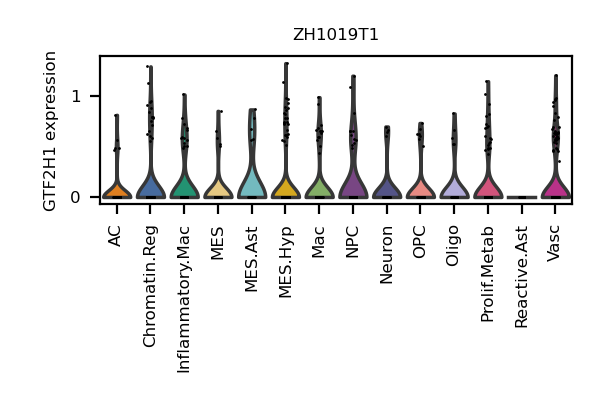 ZH1019T1
GTF2H1 expression
1
0
AC
Chromatin.Reg
Inflammatory.Mac
MES
MES.Ast
MES.Hyp
Mac
NPC
Neuron
OPC
Oligo
Prolif.Metab
Reactive.Ast
Vasc